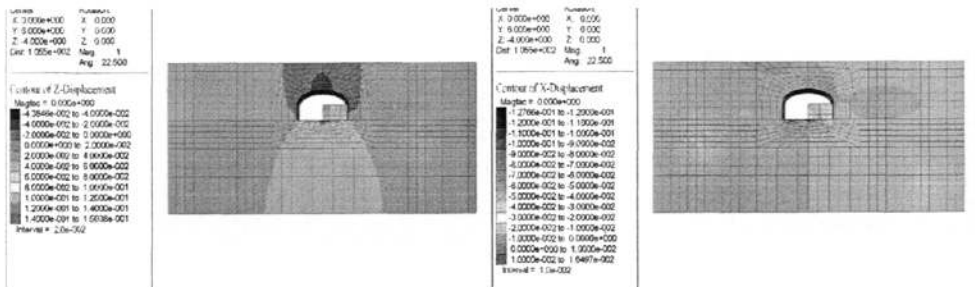 Center:
Rotation:
X: 0.000e+000 X: 0.000
Y: 6.000e+000 Y: 0.000
Z: -4.000e+000 Z: 0.000
Dist: 1.055e+002 Mag.: 1
Ang.: 22.500
Contour of Z-Displacement
Magfac = 0.000e+000
-4.3846e-002 to -4.0000e-002
-4.0000e-002 to -2.0000e-002
-2.0000e-002 to 0.0000e+000
0.0000e+000 to 2.0000e-002
2.0000e-002 to 4.0000e-002
4.0000e-002 to 6.0000e-002
6.0000e-002 to 8.0000e-002
8.0000e-002 to 1.0000e-001
1.0000e-001 to 1.2000e-001
1.2000e-001 to 1.4000e-001
1.4000e-001 to 1.5038e-001
Interval = 2.0e-002
Center:
Rotation:
X: 0.000e+000 X: 0.000
Y: 6.000e+000 Y: 0.000
Z: -4.000e+000 Z: 0.000
Dist: 1.055e+002 Mag.: 1
Ang.: 22.500
Contour of X-Displacement
Magfac = 0.000e+000
-1.2766e-001 to -1.2000e-001
-1.2000e-001 to -1.1000e-001
-1.1000e-001 to -1.0000e-001
-1.0000e-001 to -9.0000e-002
-9.0000e-002 to -8.0000e-002
-8.0000e-002 to -7.0000e-002
-7.0000e-002 to -6.0000e-002
-6.0000e-002 to -5.0000e-002
-5.0000e-002 to -4.0000e-002
-4.0000e-002 to -3.0000e-002
-3.0000e-002 to -2.0000e-002
-2.0000e-002 to -1.0000e-002
-1.0000e-002 to 0.0000e+000
0.0000e+000 to 1.0000e-002
1.0000e-002 to 1.6497e-002
Interval = 1.0e-002